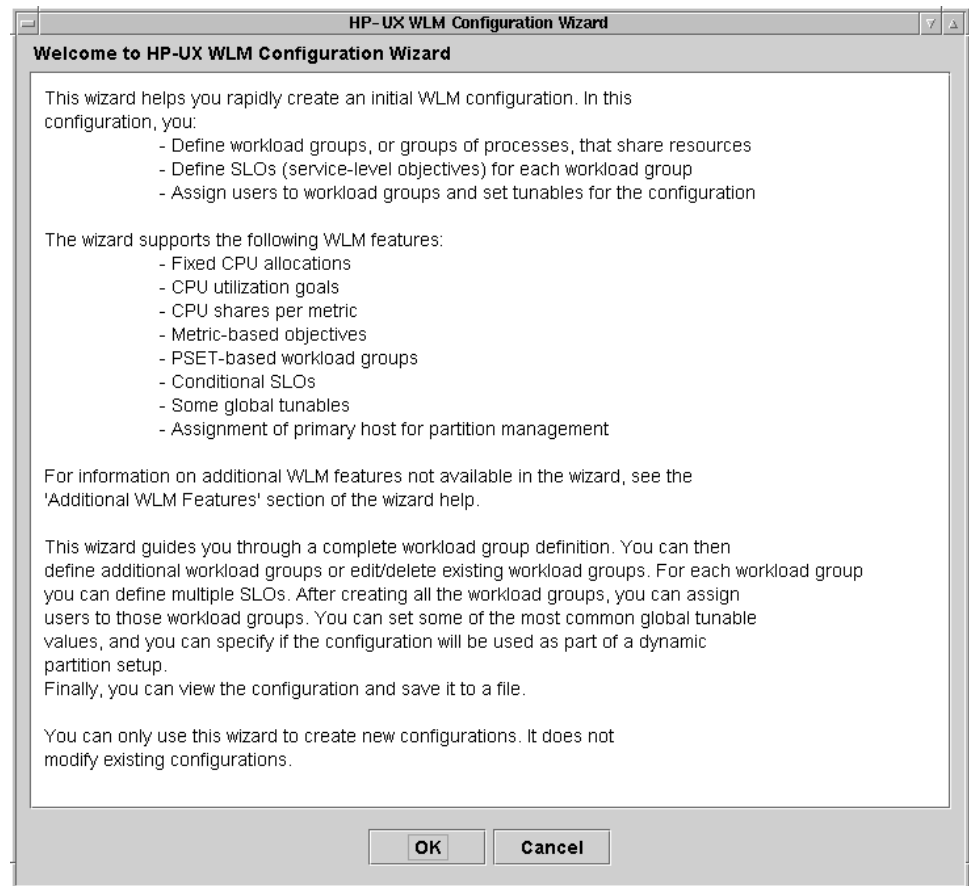 HP-UX WLM Configuration Wizard
Welcome to HP-UX WLM Configuration Wizard
This wizard helps you rapidly create an initial WLM configuration. In this
configuration, you:
- Define workload groups, or groups of processes, that share resources
- Define SLOs (service-level objectives) for each workload group
- Assign users to workload groups and set tunables for the configuration
The wizard supports the following WLM features:
- Fixed CPU allocations
- CPU utilization goals
- CPU shares per metric
- Metric-based objectives
- PSET-based workload groups
- Conditional SLOs
- Some global tunables
- Assignment of primary host for partition management
For information on additional WLM features not available in the wizard, see the
'Additional WLM Features' section of the wizard help.
This wizard guides you through a complete workload group definition. You can then
define additional workload groups or edit/delete existing workload groups. For each workload group
you can define multiple SLOs. After creating all the workload groups, you can assign
users to those workload groups. You can set some of the most common global tunable
values, and you can specify if the configuration will be used as part of a dynamic
partition setup.
Finally, you can view the configuration and save it to a file.
You can only use this wizard to create new configurations. It does not
modify existing configurations.
OK Cancel